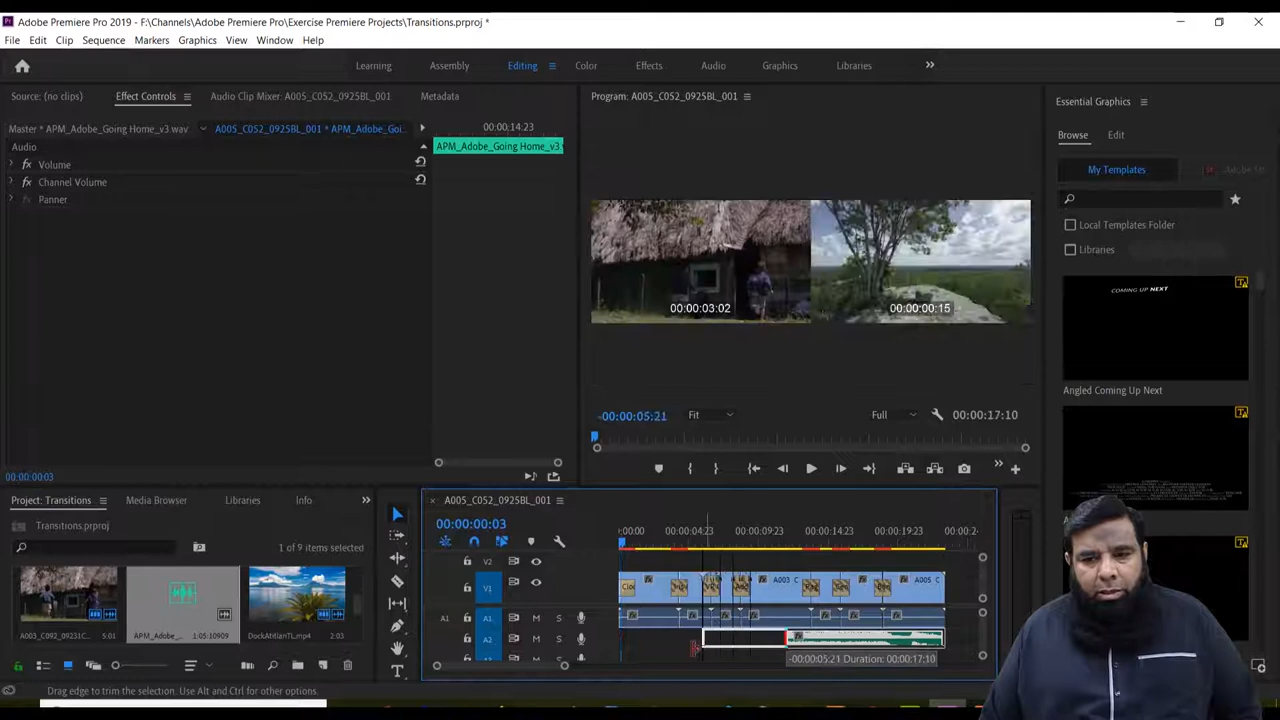 Adobe Premiere Pro 2019 - F:\Channels\Adobe Premiere Pro\Exercise Premiere Projects\Transitions.prproj *
File Edit Clip Sequence Markers Graphics View Window Help
Learning Assembly Editing Color Effects Audio Graphics Libraries
Source: (no clips) Effect Controls Audio Clip Mixer: A005_C052_0925BL_001 Metadata
Program: A005_C052_0925BL_001
Essential Graphics
Master * APM_Adobe_Going Home_v3.wav
A005_C052_0925BL_001 * APM_Adobe_Goi...
00:00:14:23
Browse Edit
Audio
APM_Adobe_Going Home_v3
fx Volume
fx Channel Volume
fx Panner
My Templates
Local Templates Folder
Libraries
COMING UP NEXT
Angled Coming Up Next
00:00:03:02
00:00:00:15
-00:00:05:21 Fit Full 00:00:17:10
00:00:00:03
Project: Transitions Media Browser Libraries Info
Transitions.prproj
1 of 9 items selected
A003_C092_09231C... 5:01
APM_Adobe_... 1:05:10909
DockAtitlanTL.mp4 2:03
A005_C052_0925BL_001
00:00:00:03
:00:00 00:00:04:23 00:00:09:23 00:00:14:23 00:00:19:23 00:00:24
V2
V1
A003_C
A005_C
A1 A1 M S
A2 M S
-00:00:05:21 Duration: 00:00:17:10
Drag edge to trim the selection. Use Alt and Ctrl for other options.